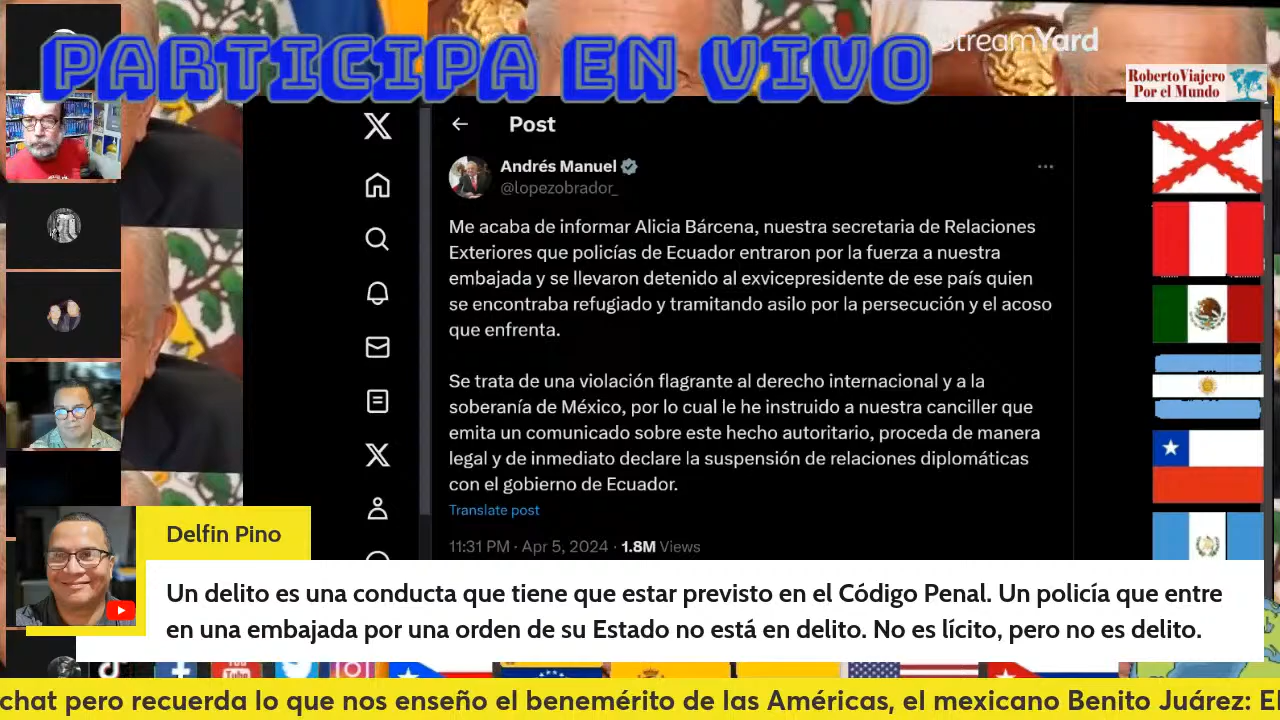 PARTICIPA EN VIVO
StreamYard
RobertoViajero
Por el Mundo
Post
Andrés Manuel
@lopezobrador_
Me acaba de informar Alicia Bárcena, nuestra secretaria de Relaciones
Exteriores que policías de Ecuador entraron por la fuerza a nuestra
embajada y se llevaron detenido al exvicepresidente de ese país quien
se encontraba refugiado y tramitando asilo por la persecución y el acoso
que enfrenta.
Se trata de una violación flagrante al derecho internacional y a la
soberanía de México, por lo cual le he instruido a nuestra canciller que
emita un comunicado sobre este hecho autoritario, proceda de manera
legal y de inmediato declare la suspensión de relaciones diplomáticas
con el gobierno de Ecuador.
Translate post
11:31 PM · Apr 5, 2024 · 1.8M Views
Delfin Pino
Un delito es una conducta que tiene que estar previsto en el Código Penal. Un policía que entre
en una embajada por una orden de su Estado no está en delito. No es lícito, pero no es delito.
chat pero recuerda lo que nos enseño el benemérito de las Américas, el mexicano Benito Juárez: El